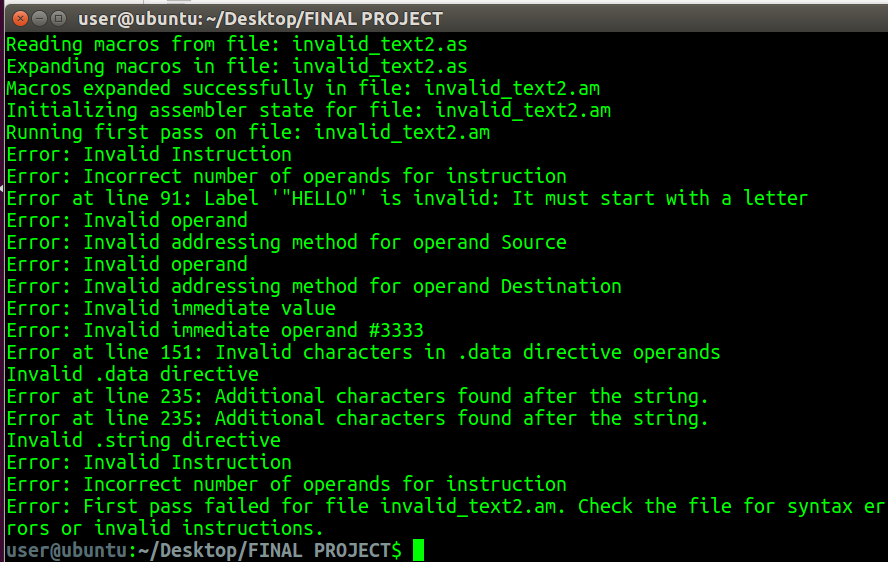 user@ubuntu: ~/Desktop/FINAL PROJECT
Reading macros from file: invalid_text2.as
Expanding macros in file: invalid_text2.as
Macros expanded successfully in file: invalid_text2.am
Initializing assembler state for file: invalid_text2.am
Running first pass on file: invalid_text2.am
Error: Invalid Instruction
Error: Incorrect number of operands for instruction
Error at line 91: Label '"HELLO"' is invalid: It must start with a letter
Error: Invalid operand
Error: Invalid addressing method for operand Source
Error: Invalid operand
Error: Invalid addressing method for operand Destination
Error: Invalid immediate value
Error: Invalid immediate operand #3333
Error at line 151: Invalid characters in .data directive operands
Invalid .data directive
Error at line 235: Additional characters found after the string.
Error at line 235: Additional characters found after the string.
Invalid .string directive
Error: Invalid Instruction
Error: Incorrect number of operands for instruction
Error: First pass failed for file invalid_text2.am. Check the file for syntax er
rors or invalid instructions.
user@ubuntu:~/Desktop/FINAL PROJECT$